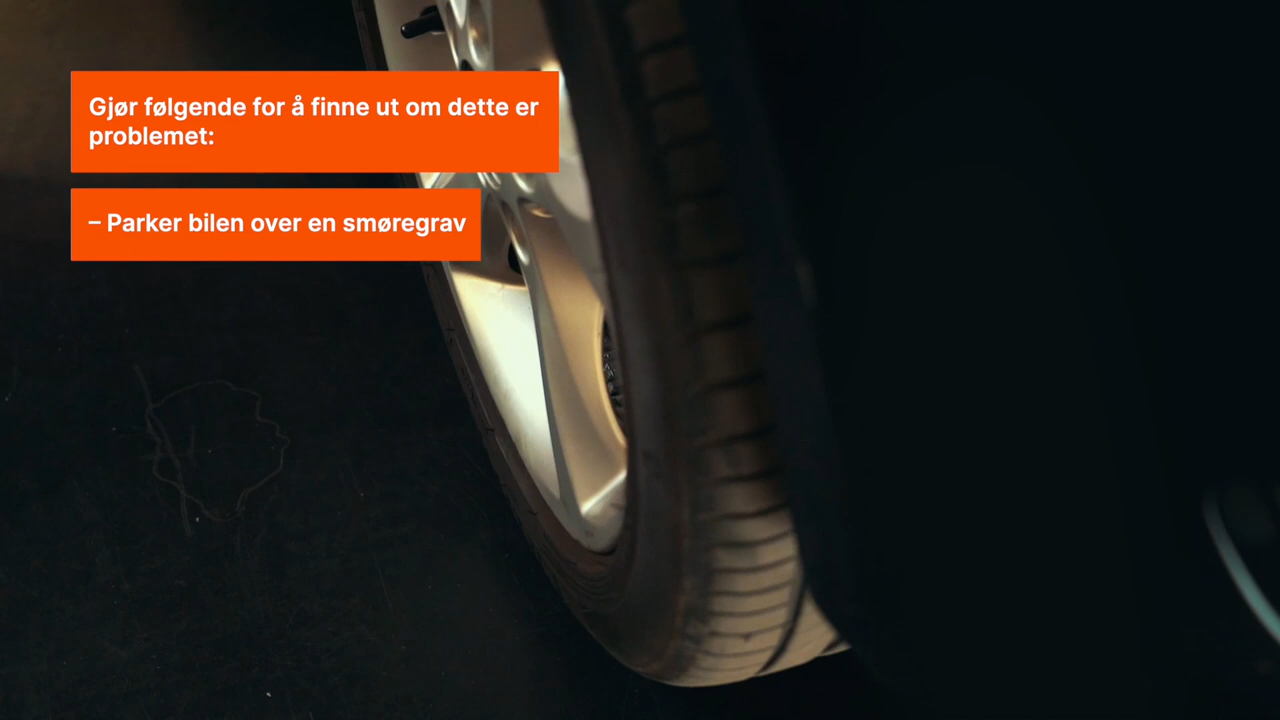 Gjør følgende for å finne ut om dette er
problemet:
– Parker bilen over en smøregrav